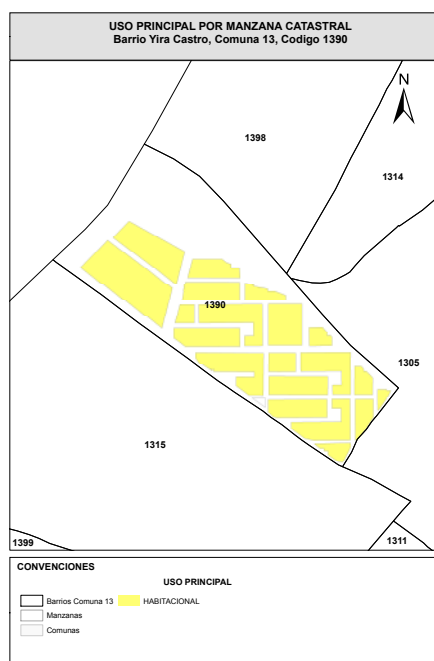 USO PRINCIPAL POR MANZANA CATASTRAL
Barrio Yira Castro, Comuna 13, Codigo 1390
N
1398
1314
1390
1305
1315
1399
1311
CONVENCIONES
USO PRINCIPAL
Barrios Comuna 13
HABITACIONAL
Manzanas
Comunas